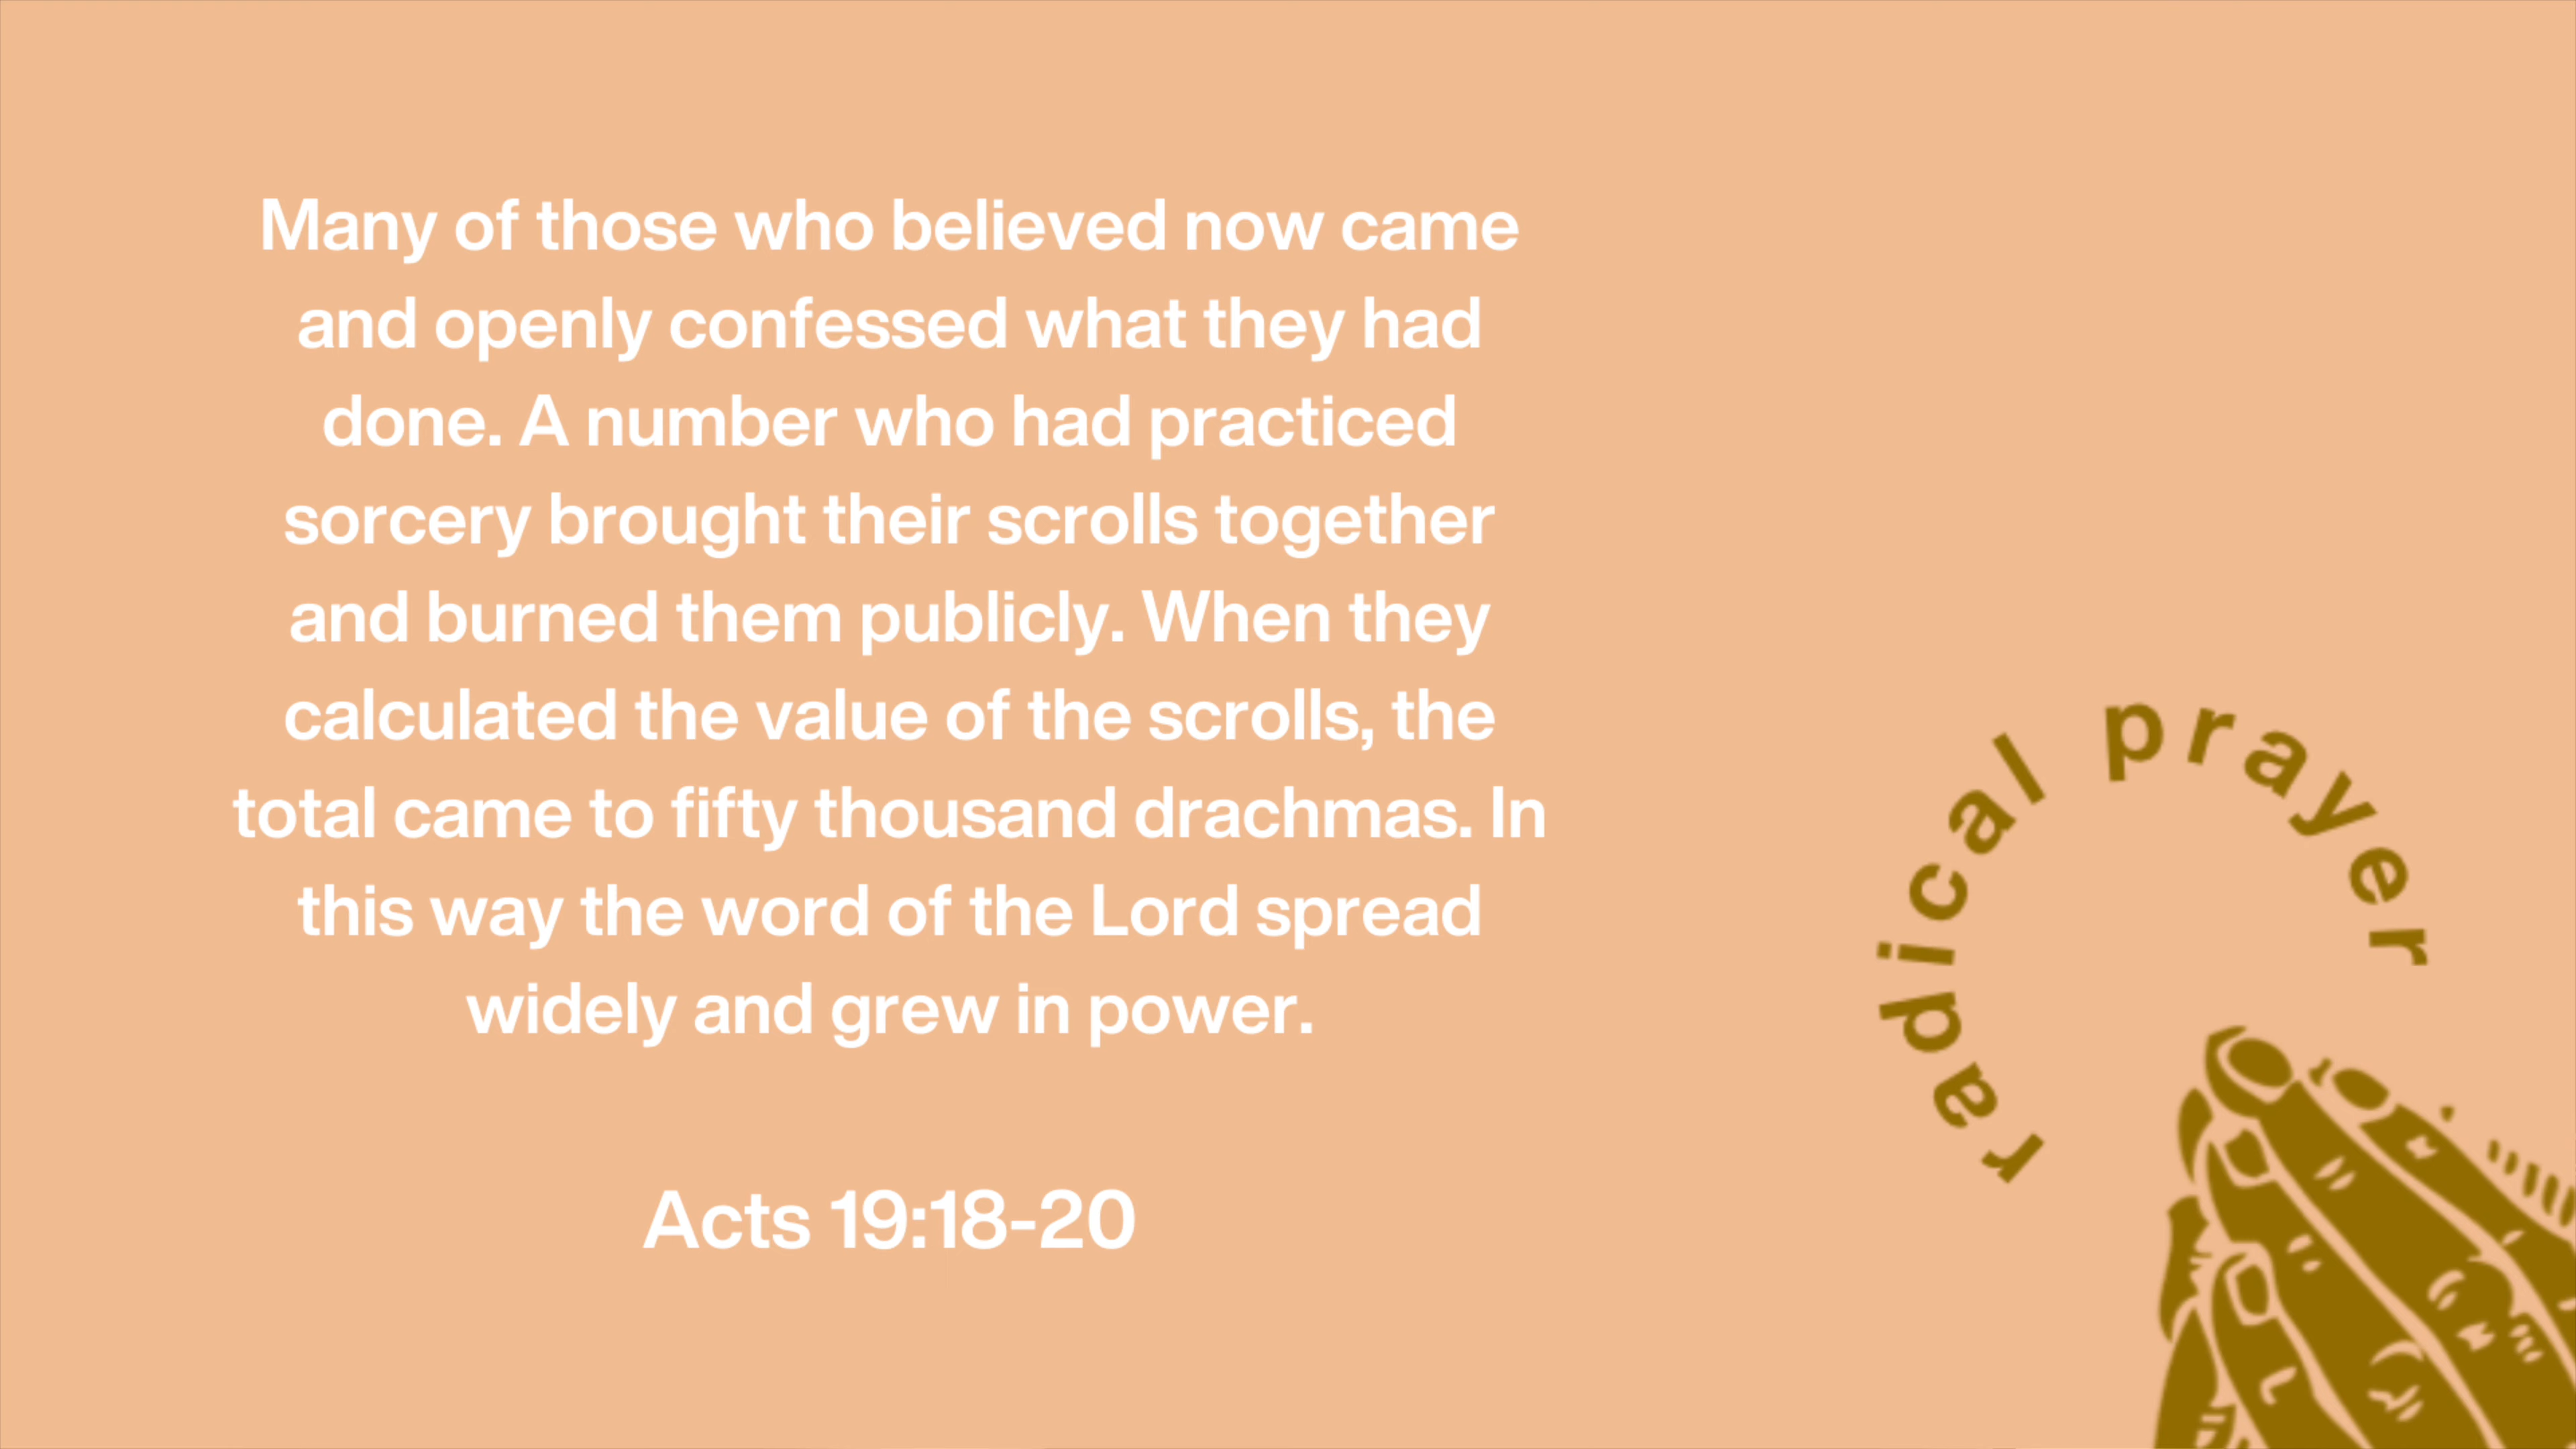 Many of those who believed now came
and openly confessed what they had
done. A number who had practiced
sorcery brought their scrolls together
and burned them publicly. When they
calculated the value of the scrolls, the
total came to fifty thousand drachmas. In
this way the word of the Lord spread
widely and grew in power.
Acts 19:18-20
radical prayer